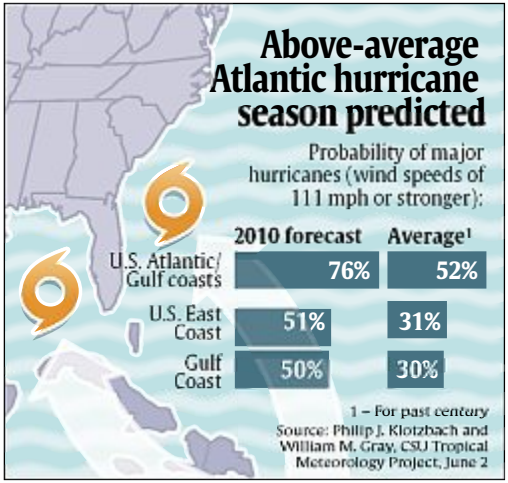 Above-average
Atlantic hurricane
season predicted
Probability of major
hurricanes (wind speeds of
111 mph or stronger):
2010 forecast Average¹
U.S. Atlantic/
Gulf coasts 76% 52%
U.S. East
Coast 51% 31%
Gulf
Coast 50% 30%
1 – For past century
Source: Philip J. Klotzbach and
William M. Gray, CSU Tropical
Meteorology Project, June 2